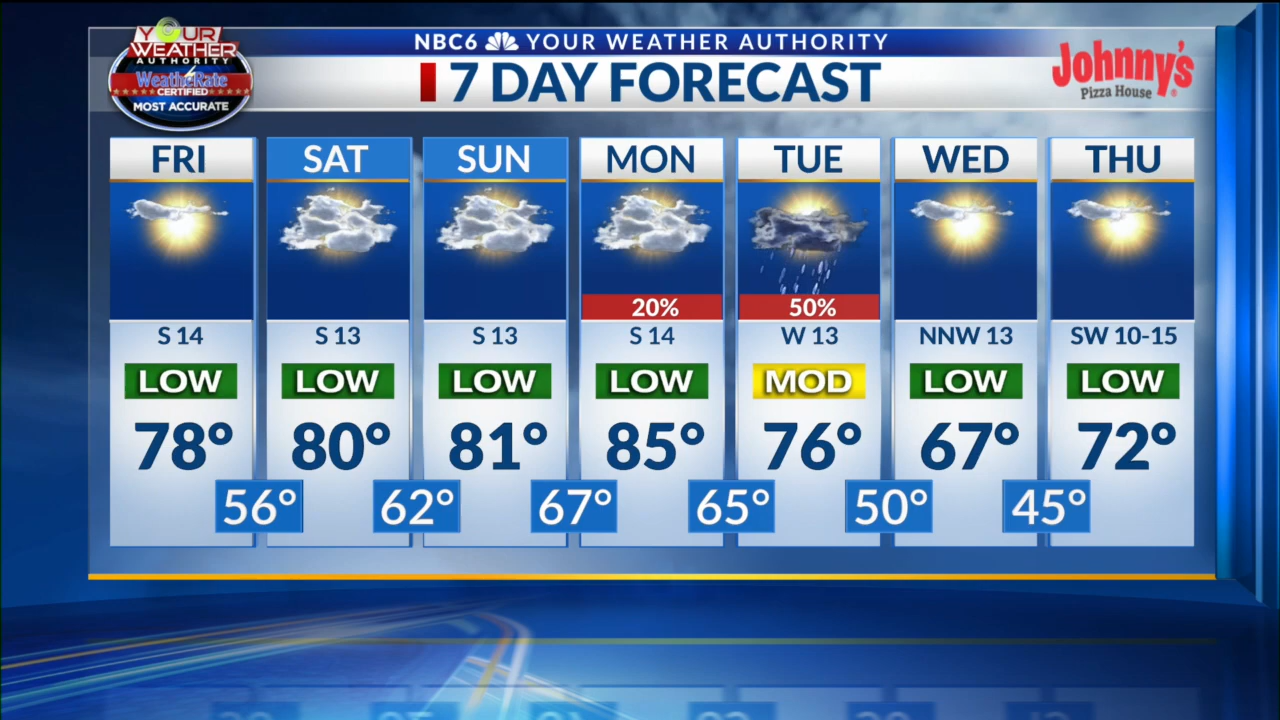 YOUR
WEATHER
AUTHORITY
WeatheRate
CERTIFIED
MOST ACCURATE
NBC6 YOUR WEATHER AUTHORITY
7 DAY FORECAST
Johnny's
Pizza House
FRI SAT SUN MON TUE WED THU
20% 50%
S 14 S 13 S 13 S 14 W 13 NNW 13 SW 10-15
LOW LOW LOW LOW MOD LOW LOW
78° 80° 81° 85° 76° 67° 72°
56° 62° 67° 65° 50° 45°